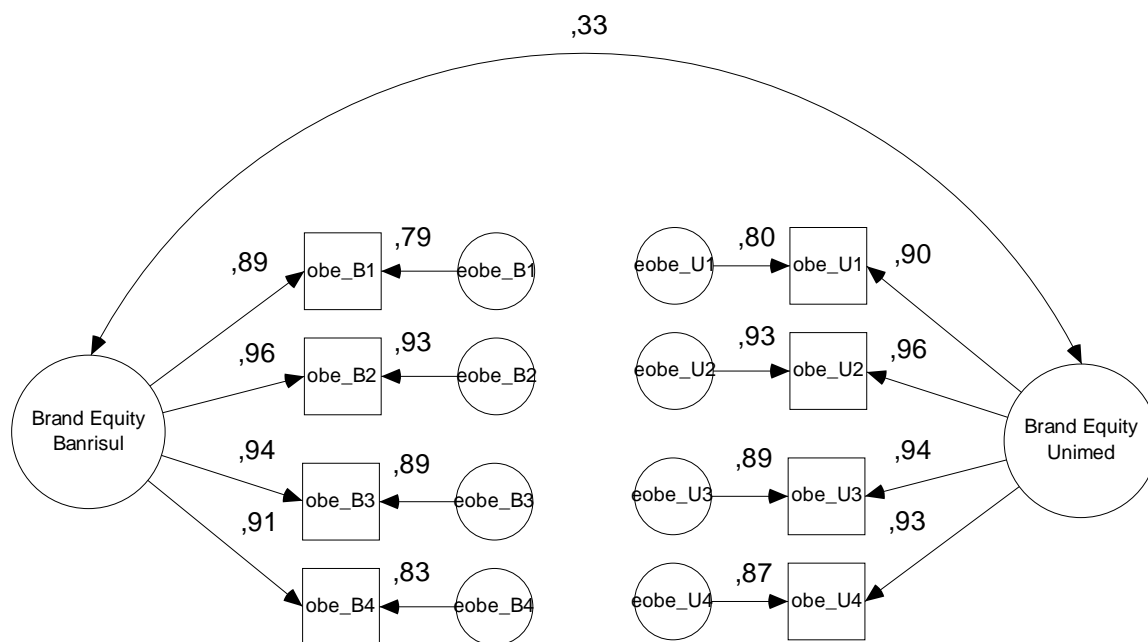 ,33
,89
obe_B1
,79
eobe_B1
eobe_U1
,80
obe_U1
,90
,96
obe_B2
,93
eobe_B2
eobe_U2
,93
obe_U2
,96
Brand Equity
Banrisul
Brand Equity
Unimed
,94
obe_B3
,89
eobe_B3
eobe_U3
,89
obe_U3
,94
,91
obe_B4
,83
eobe_B4
eobe_U4
,87
obe_U4
,93